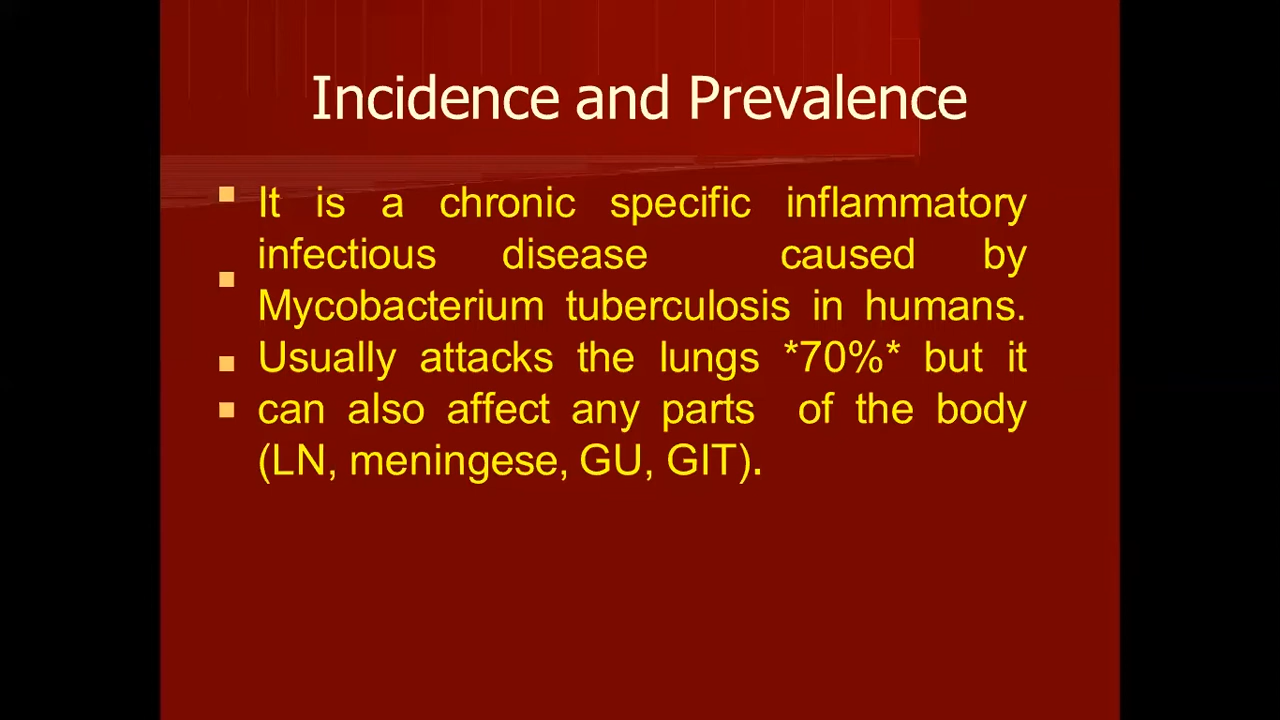 Incidence and Prevalence
It is a chronic specific inflammatory
infectious disease caused by
Mycobacterium tuberculosis in humans.
Usually attacks the lungs *70%* but it
can also affect any parts of the body
(LN, meningese, GU, GIT).